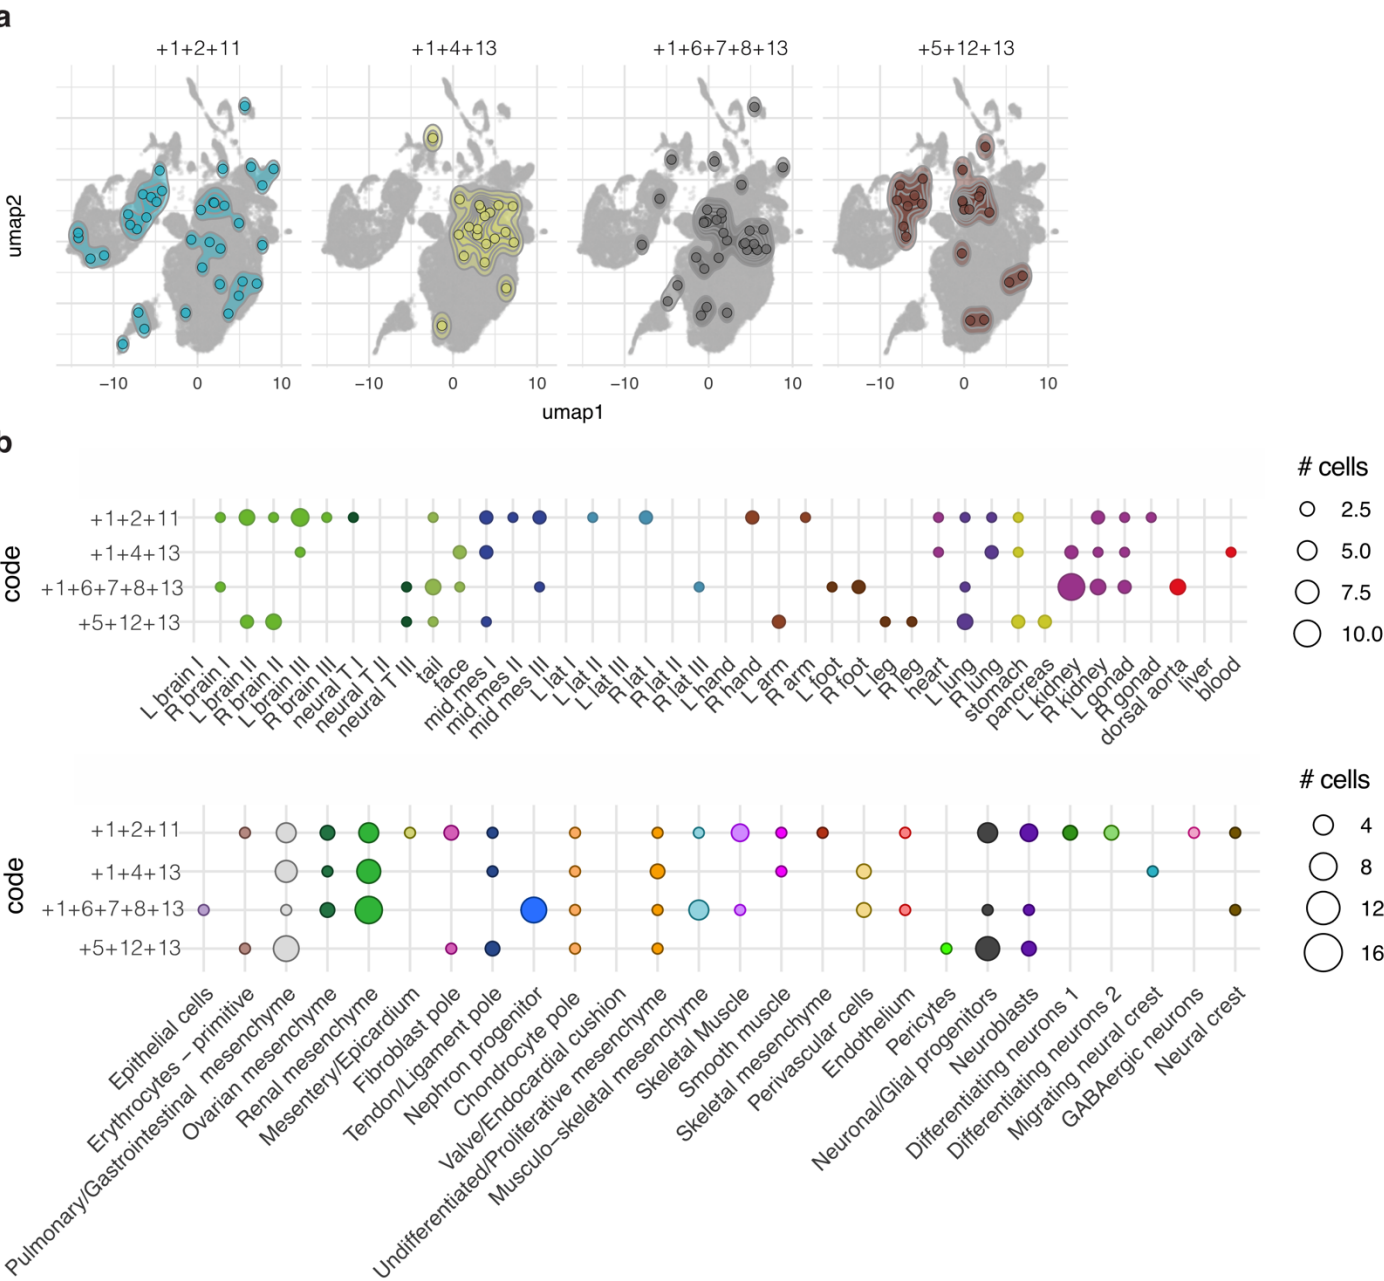 a
+1+2+11 +1+4+13 +1+6+7+8+13 +5+12+13
umap2
−10 0 10 −10 0 10 −10 0 10 −10 0 10
umap1
b
# cells
2.5
5.0
7.5
10.0
code
+1+2+11
+1+4+13
+1+6+7+8+13
+5+12+13
L brain I
R brain I
L brain II
R brain II
L brain III
R brain III
neural T I
neural T II
neural T III
tail
face
mid mes I
mid mes II
mid mes III
L lat I
L lat II
L lat III
R lat I
R lat II
R lat III
L hand
R hand
L arm
R arm
L foot
R foot
L leg
R leg
heart
L lung
R lung
stomach
pancreas
L kidney
R kidney
L gonad
R gonad
dorsal aorta
liver
blood
# cells
4
8
12
16
code
+1+2+11
+1+4+13
+1+6+7+8+13
+5+12+13
Epithelial cells
Erythrocytes − primitive
Pulmonary/Gastrointestinal mesenchyme
Ovarian mesenchyme
Renal mesenchyme
Mesentery/Epicardium
Fibroblast pole
Tendon/Ligament pole
Nephron progenitor
Chondrocyte pole
Valve/Endocardial cushion
Undifferentiated/Proliferative mesenchyme
Musculo−skeletal mesenchyme
Skeletal Muscle
Smooth muscle
Skeletal mesenchyme
Perivascular cells
Endothelium
Pericytes
Neuronal/Glial progenitors
Neuroblasts
Differentiating neurons 1
Differentiating neurons 2
Migrating neural crest
GABAergic neurons
Neural crest